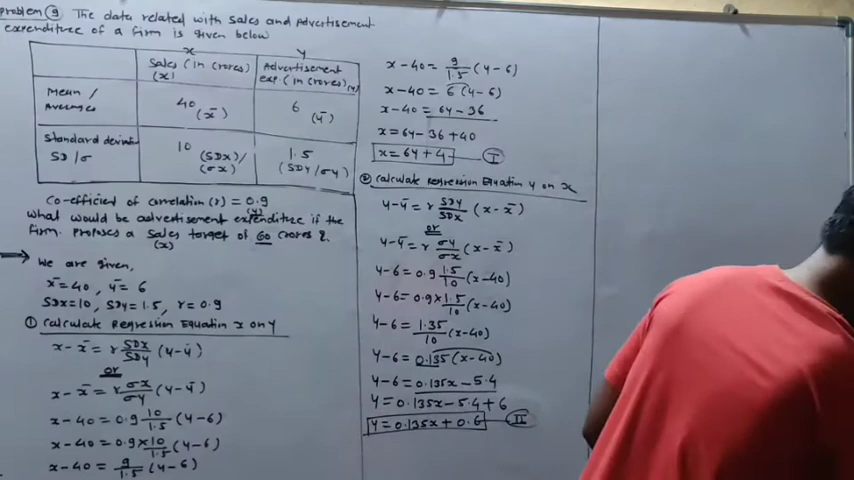 problem ⑨ The data related with sales and Advertisement
expenditure of a firm is given below
x
y
Sales (in crores) (x)
Advertisement exp. (in crores) (y)
Mean / Averages
40 (x̄)
6 (ȳ)
Standard deviation SD/σ
10 (SDx)/(σx)
1.5 (SDy/σy)
Co-efficient of correlation (r) = 0.9
What would be advertisement expenditure (y) if the
firm proposes a sales target of 60 crores ?
(x)
We are given,
x̄ = 40, ȳ = 6
SDx=10, SDy=1.5, r=0.9
① Calculate Regression Equation x on y
x-x̄ = r SDx/SDy (y-ȳ)
or
x-x̄ = r σx/σy (y-ȳ)
x-40 = 0.9 10/1.5 (y-6)
x-40 = 0.9×10/1.5 (y-6)
x-40 = 9/1.5 (y-6)
x-40 = 9/1.5 (y-6)
x-40 = 6 (y-6)
x-40 = 6y-36
x = 6y-36+40
x = 6y+4 — I
② Calculate regression Equation y on x
y-ȳ = r SDy/SDx (x-x̄)
or
y-ȳ = r σy/σx (x-x̄)
y-6 = 0.9 1.5/10 (x-40)
y-6 = 0.9×1.5/10 (x-40)
y-6 = 1.35/10 (x-40)
y-6 = 0.135 (x-40)
y-6 = 0.135x - 5.4
y = 0.135x - 5.4 + 6
y = 0.135x + 0.6 — II